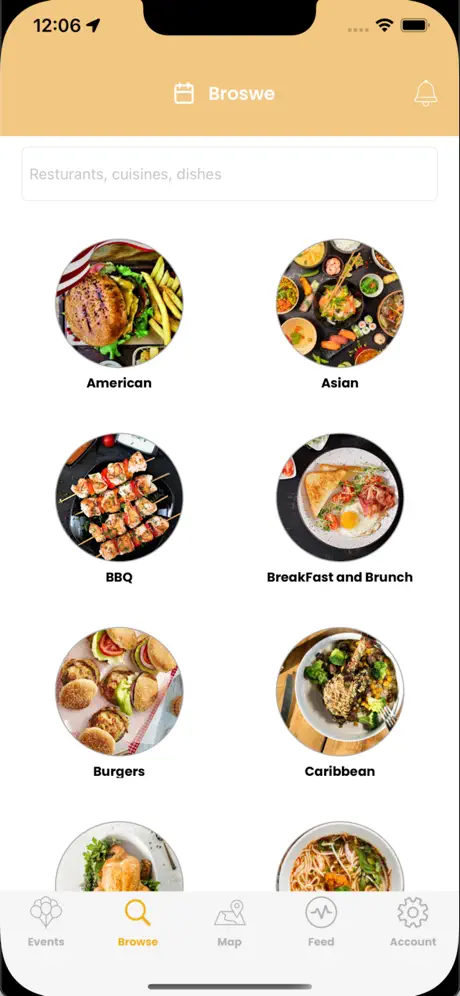 12:06
Broswe
Resturants, cuisines, dishes
American
Asian
BBQ
BreakFast and Brunch
Burgers
Caribbean
Events
Browse
Map
Feed
Account